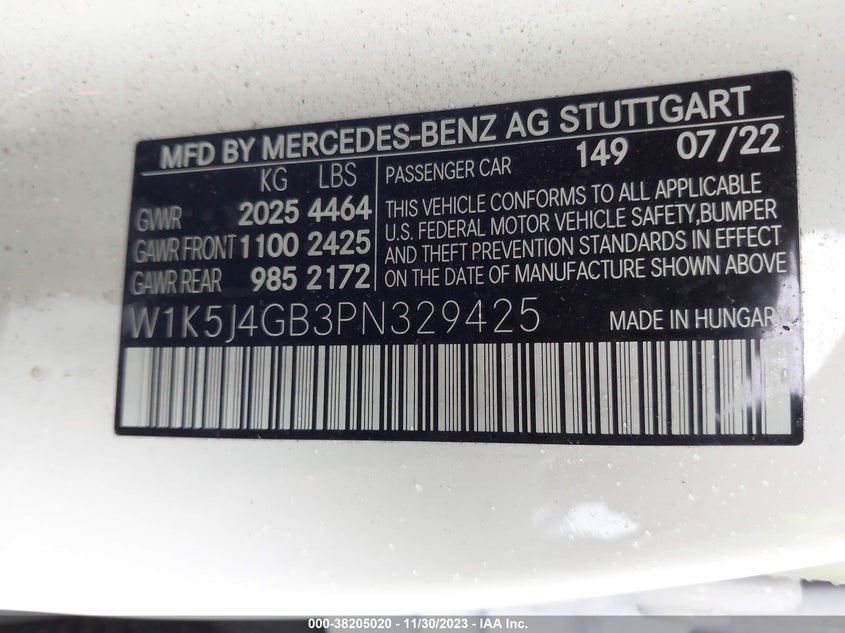 MFD BY MERCEDES-BENZ AG STUTTGART
KG LBS
GVWR 2025 4464
GAWR FRONT 1100 2425
GAWR REAR 985 2172
PASSENGER CAR 149 07/22
THIS VEHICLE CONFORMS TO ALL APPLICABLE
U.S. FEDERAL MOTOR VEHICLE SAFETY,BUMPER
AND THEFT PREVENTION STANDARDS IN EFFECT
ON THE DATE OF MANUFACTURE SHOWN ABOVE
W1K5J4GB3PN329425
MADE IN HUNGARY
000-38205020 - 11/30/2023 - IAA Inc.